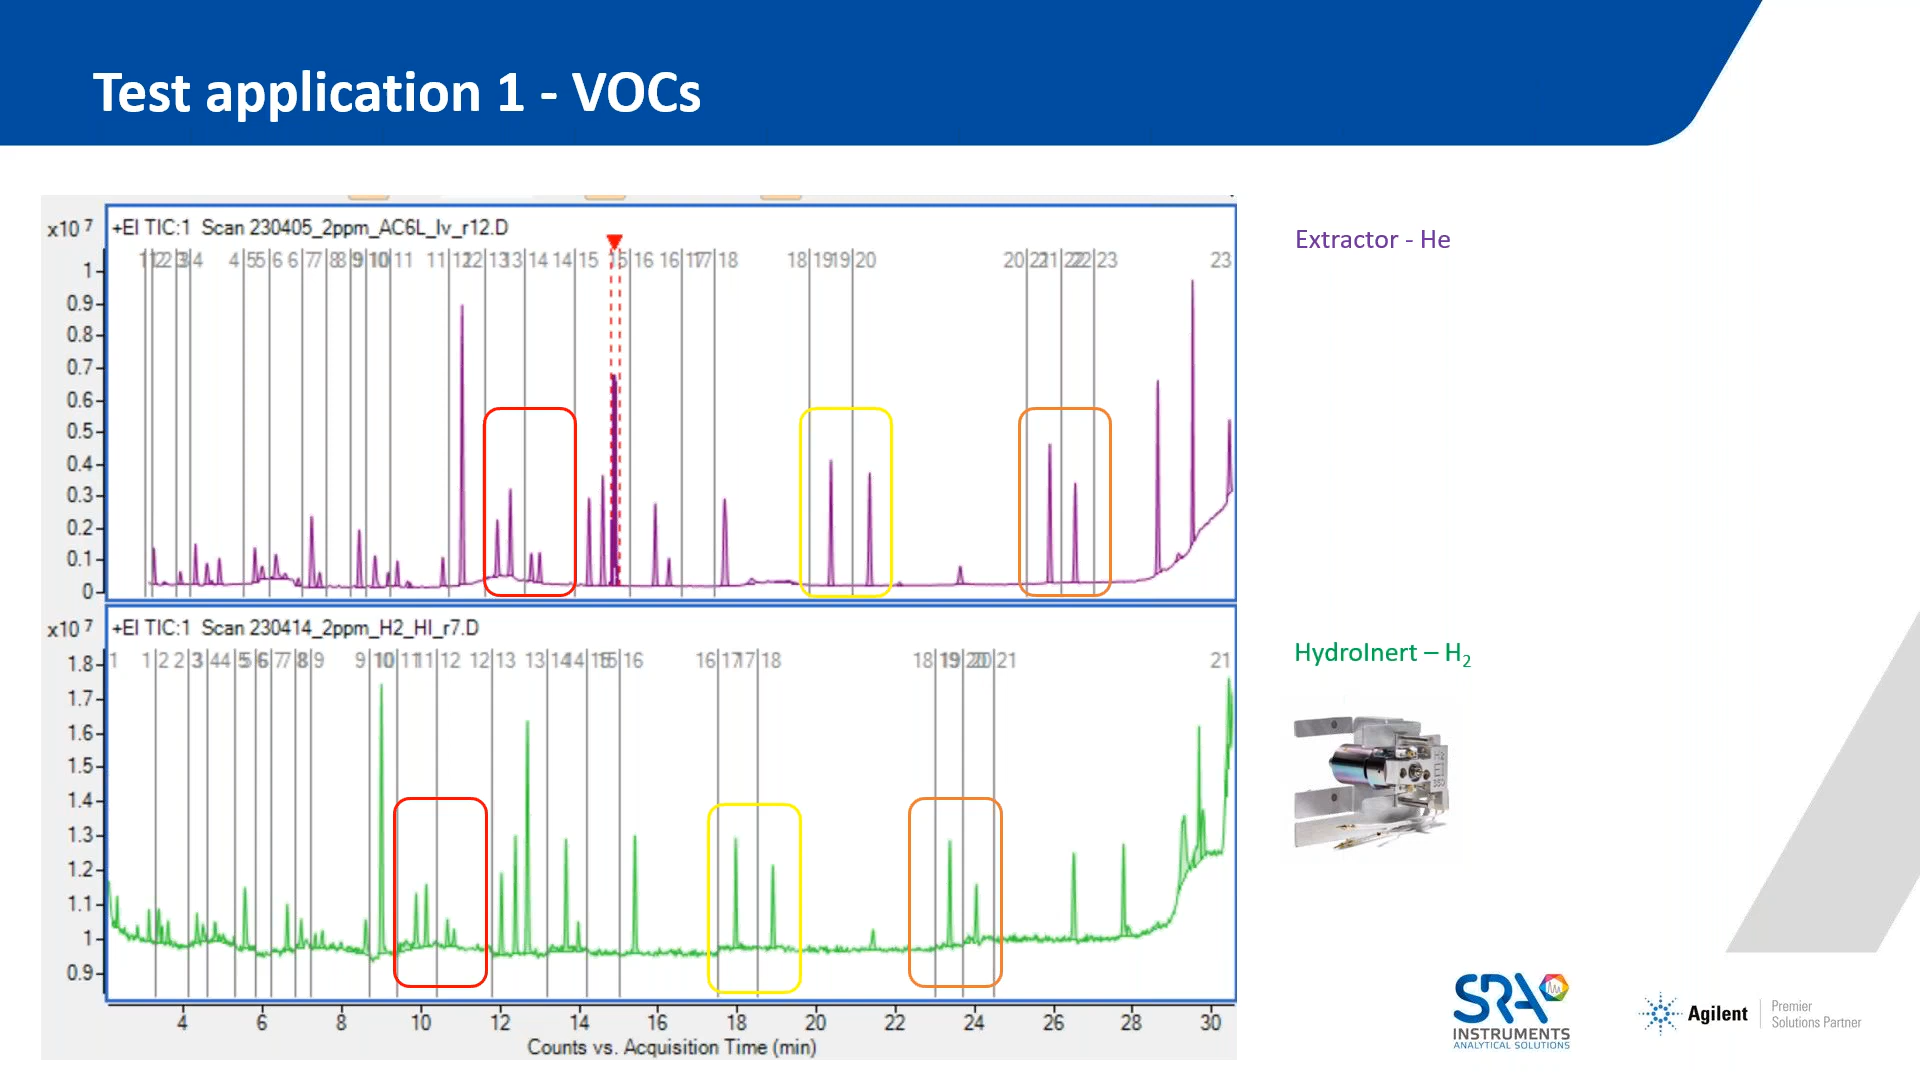 Test application 1 - VOCs
x10 7
+EI TIC:1 Scan 230405_2ppm_AC6L_Iv_r12.D
1
0.9
0.8
0.7
0.6
0.5
0.4
0.3
0.2
0.1
0
Extractor - He
x10 7
+EI TIC:1 Scan 230414_2ppm_H2_HI_r7.D
1.8
1.7
1.6
1.5
1.4
1.3
1.2
1.1
1
0.9
4 6 8 10 12 14 16 18 20 22 24 26 28 30
Counts vs. Acquisition Time (min)
HydroInert – H₂
SRA
INSTRUMENTS
ANALYTICAL SOLUTIONS
Agilent
Premier
Solutions Partner